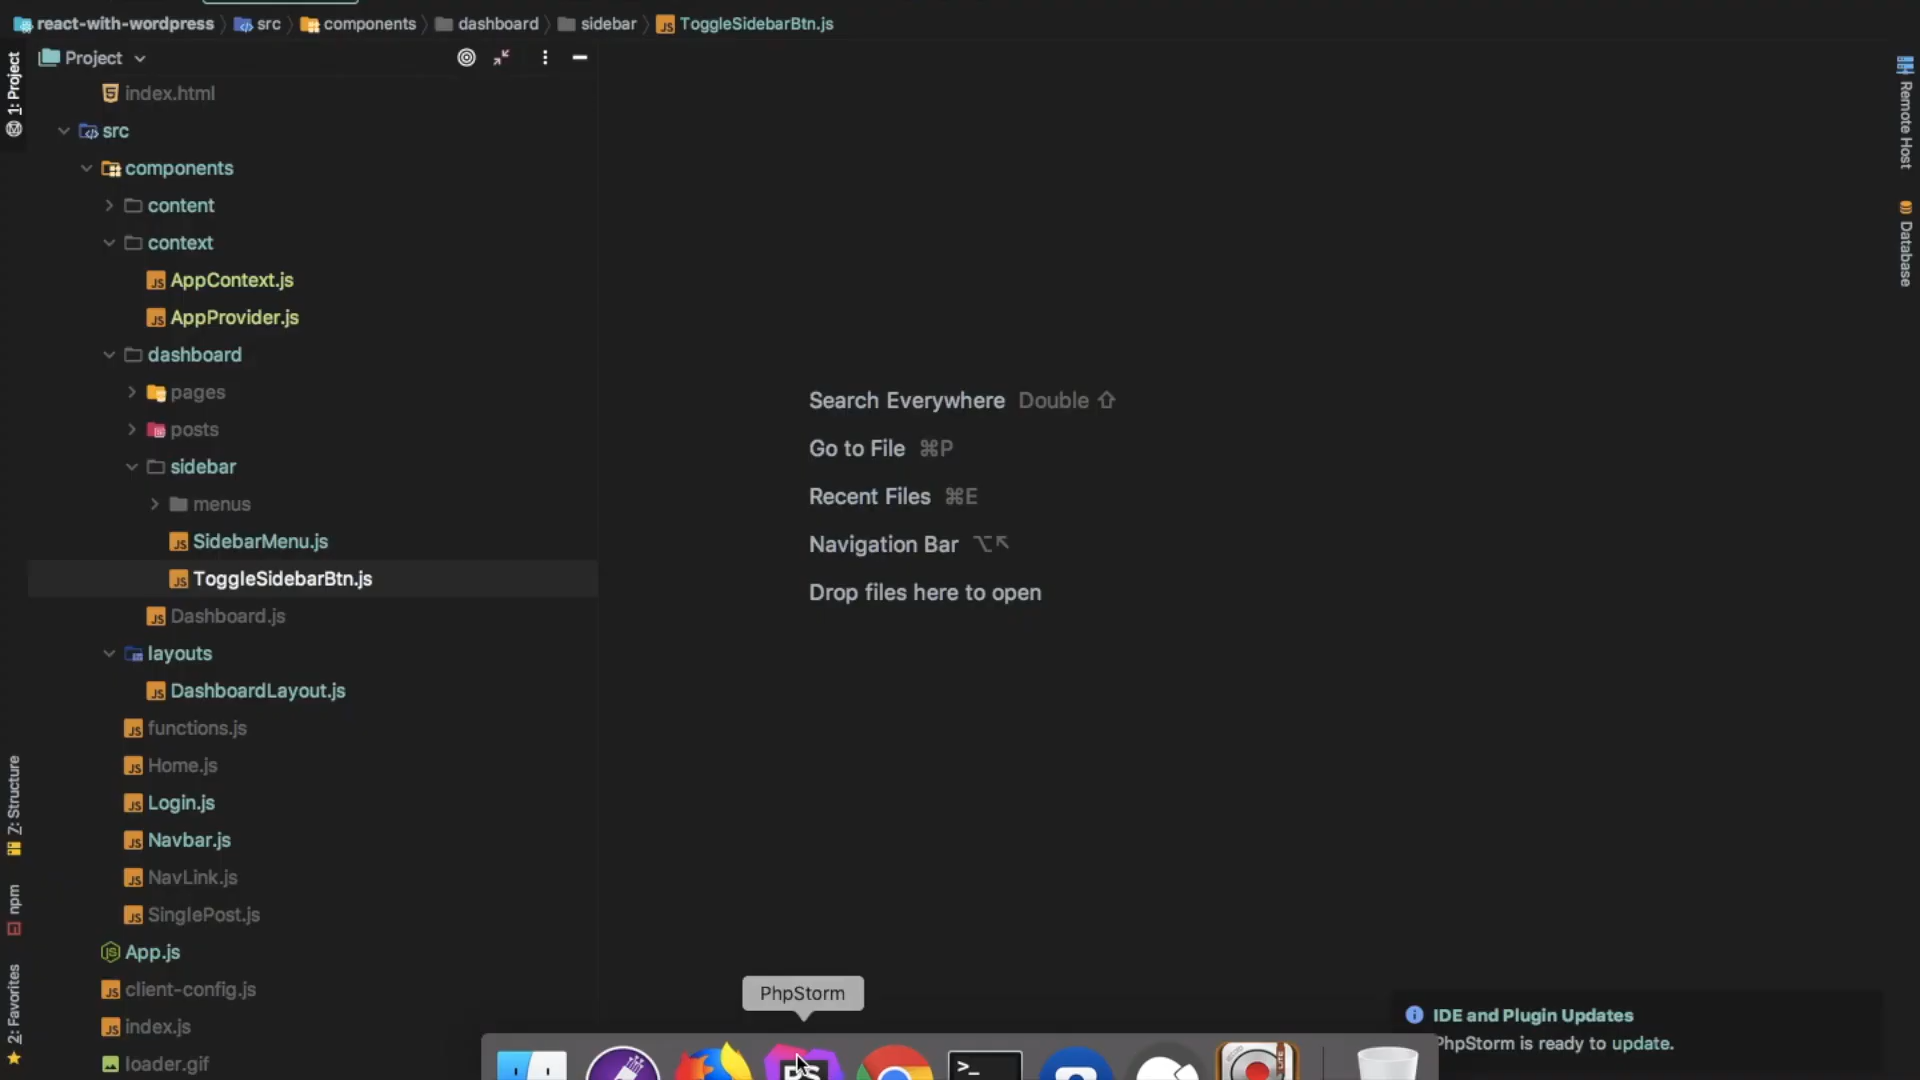 react-with-wordpress src components dashboard sidebar ToggleSidebarBtn.js
1: Project
Project
index.html
src
components
content
context
AppContext.js
AppProvider.js
dashboard
pages
posts
sidebar
menus
SidebarMenu.js
ToggleSidebarBtn.js
Dashboard.js
layouts
DashboardLayout.js
functions.js
Home.js
Login.js
Navbar.js
NavLink.js
SinglePost.js
App.js
client-config.js
index.js
loader.gif
Z: Structure
npm
2: Favorites
Search Everywhere Double ⇧
Go to File ⌘P
Recent Files ⌘E
Navigation Bar ⌥↖
Drop files here to open
Remote Host
Database
PhpStorm
IDE and Plugin Updates
PhpStorm is ready to update.